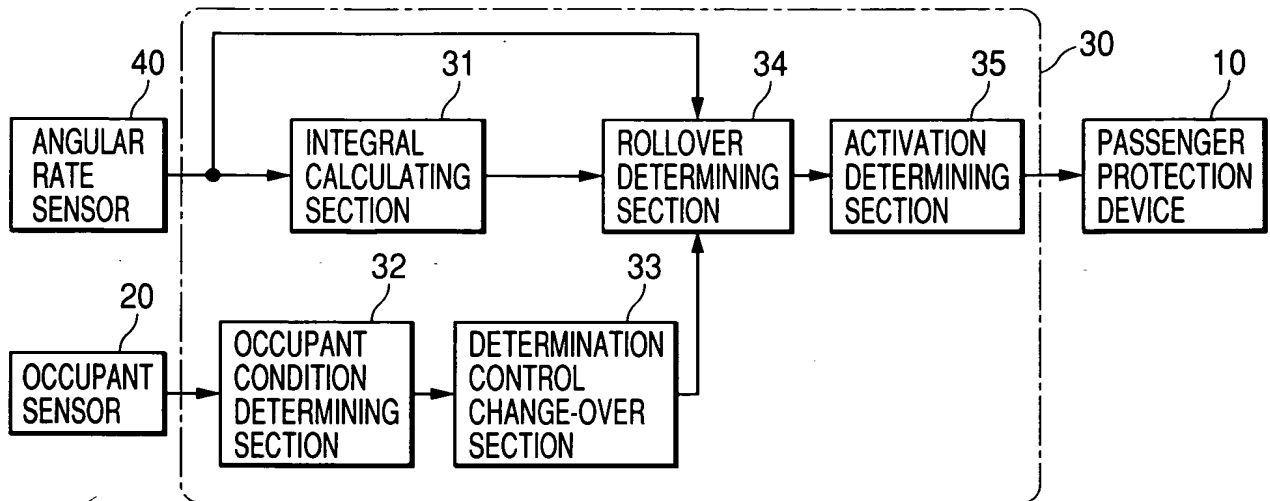 40
ANGULAR
RATE
SENSOR
31
INTEGRAL
CALCULATING
SECTION
34
ROLLOVER
DETERMINING
SECTION
35
ACTIVATION
DETERMINING
SECTION
30
10
PASSENGER
PROTECTION
DEVICE
20
OCCUPANT
SENSOR
32
OCCUPANT
CONDITION
DETERMINING
SECTION
33
DETERMINATION
CONTROL
CHANGE-OVER
SECTION